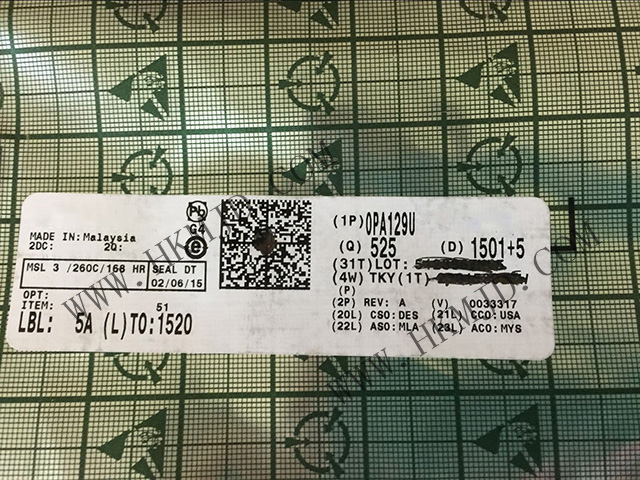 Pb
G4
e
MADE IN: Malaysia
2DC: 2Q:
MSL 3 /260C/168 HR SEAL DT
02/06/15
OPT:
ITEM: 51
LBL: 5A (L)TO:1520
(1P)OPA129U
(Q) 525 (D) 1501+5
(31T)LOT:
(4W) TKY(1T)
(P)
(2P) REV: A (V) 0033317
(20L) CSO:DES (21L) CCO:USA
(22L) ASO:MLA (23L) ACO:MYS
WWW.HKMJD.COM
WWW.HKMJD.COM